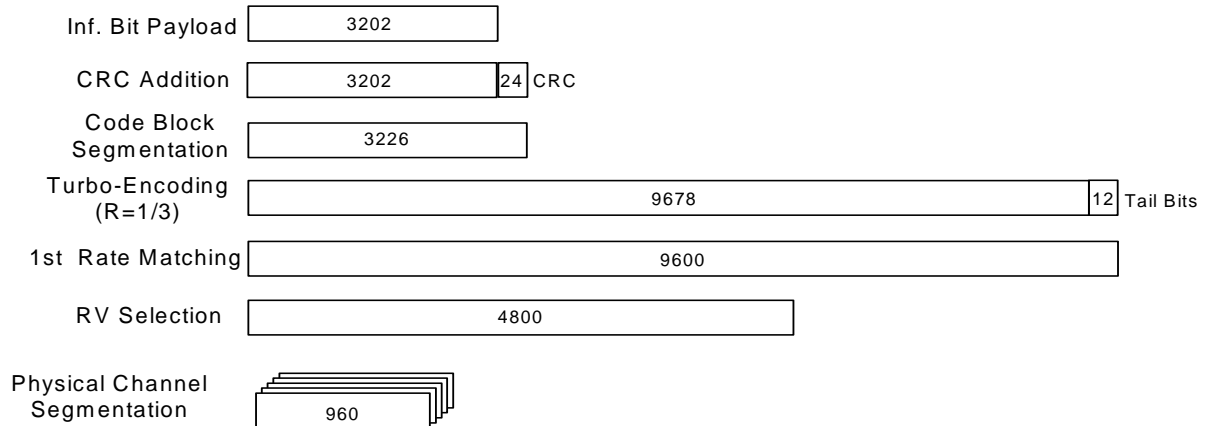 Inf. Bit Payload 3202
CRC Addition 3202 24 CRC
Code Block
Segmentation 3226
Turbo-Encoding
(R=1/3) 9678 12 Tail Bits
1st Rate Matching 9600
RV Selection 4800
Physical Channel
Segmentation 960